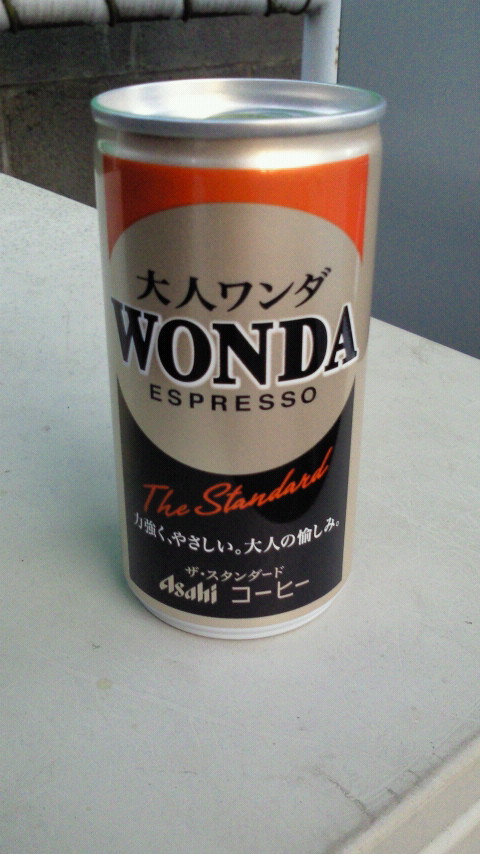 大人ワンダ
WONDA
ESPRESSO
The Standard
力強く、やさしい。大人の愉しみ。
ザ・スタンダード
Asahi コーヒー